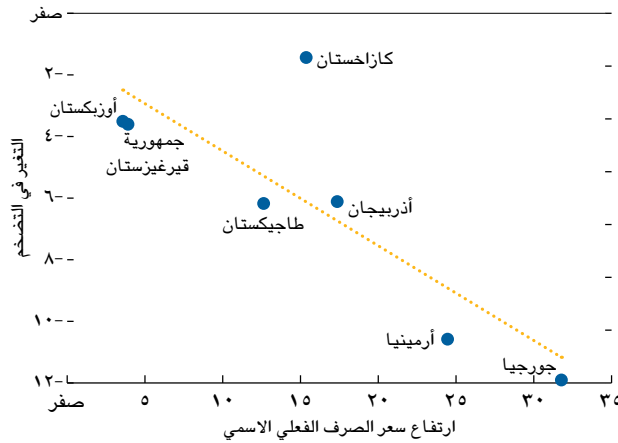 صفر
٢-
٤-
٦-
٨-
١٠-
١٢-
التغير في التضخم
كازاخستان
أوزبكستان
جمهورية
قيرغيزستان
أذربيجان
طاجيكستان
أرمينيا
جورجيا
صفر
٥
١٠
١٥
٢٠
٢٥
٣٠
٣٥
ارتفاع سعر الصرف الفعلي الاسمي